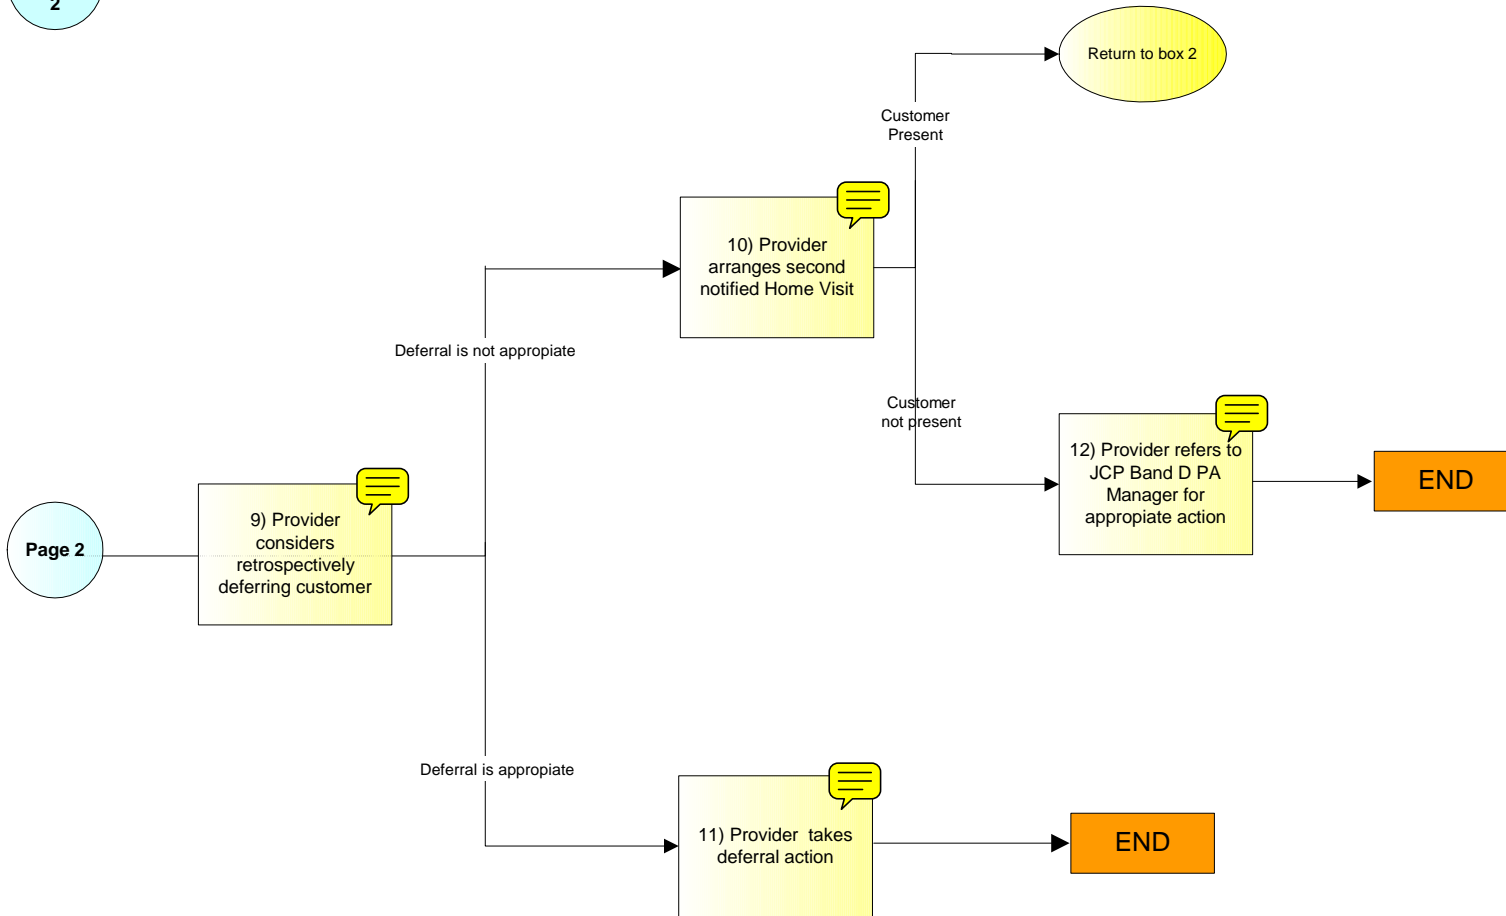 2
Return to box 2
Customer
Present
10) Provider
arranges second
notified Home Visit
Deferral is not appropiate
Customer
not present
12) Provider refers to
JCP Band D PA
Manager for
appropiate action
END
Page 2
9) Provider
considers
retrospectively
deferring customer
Deferral is appropiate
11) Provider  takes
deferral action
END